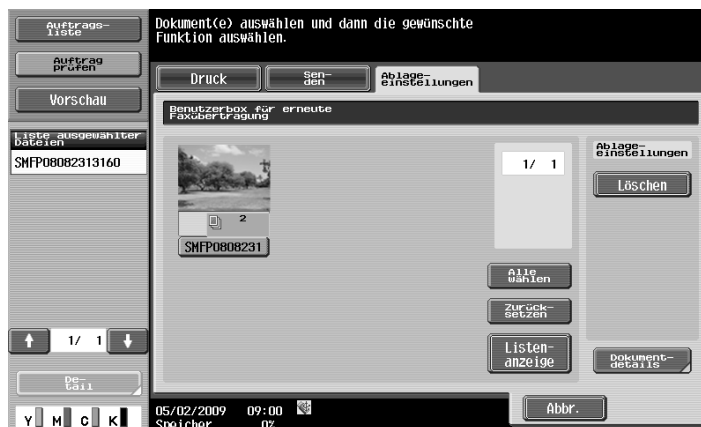 Auftrags-
liste
Auftrag
prüfen
Vorschau
Liste ausgewählter
Dateien
SMFP08082313160
1/ 1
De-
tail
Y M C K
Dokument(e) auswählen und dann die gewünschte
Funktion auswählen.
Druck
Sen-
den
Ablage-
einstellungen
Benutzerbox für erneute
Faxübertragung
2
SMFP0808231
1/ 1
Alle
wählen
Zurück-
setzen
Listen-
anzeige
Ablage-
einstellungen
Löschen
Dokument-
details
05/02/2009 09:00
Speicher 0%
Abbr.